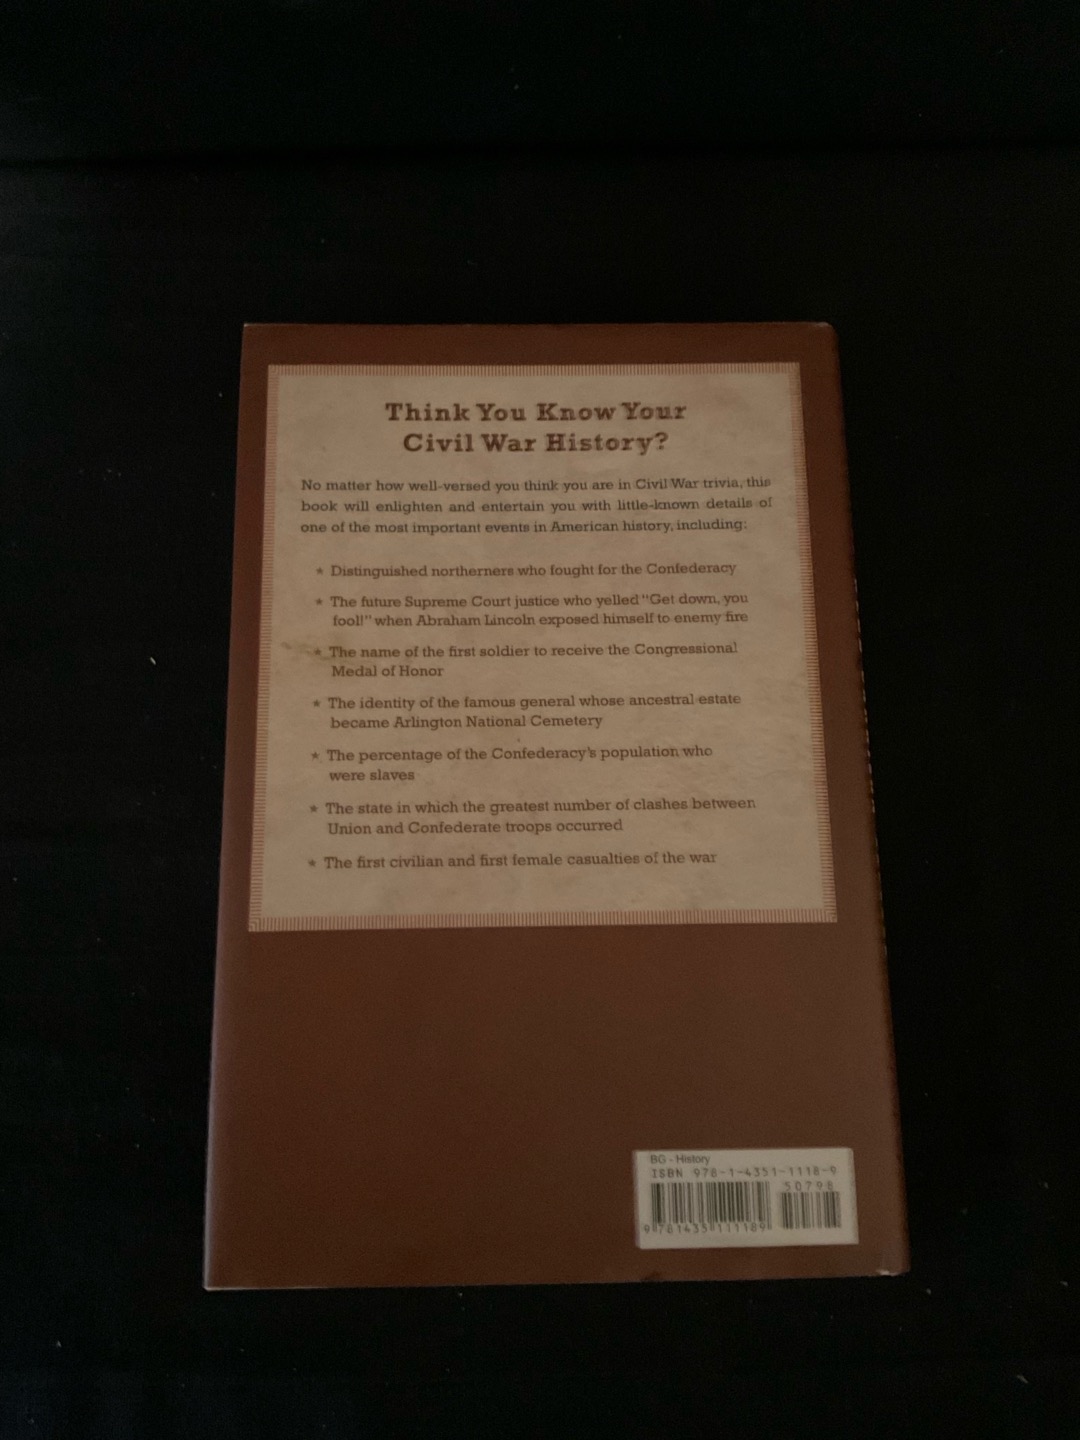 Think You Know Your
Civil War History?
No matter how well-versed you think you are in Civil War trivia, this
book will enlighten and entertain you with little-known details of
one of the most important events in American history, including:
★ Distinguished northerners who fought for the Confederacy
★ The future Supreme Court justice who yelled "Get down, you
fool!" when Abraham Lincoln exposed himself to enemy fire
★ The name of the first soldier to receive the Congressional
Medal of Honor
★ The identity of the famous general whose ancestral estate
became Arlington National Cemetery
★ The percentage of the Confederacy's population who
were slaves
★ The state in which the greatest number of clashes between
Union and Confederate troops occurred
★ The first civilian and first female casualties of the war
BG - History
ISBN 978-1-4351-1118-9
50798
9 781435 111189